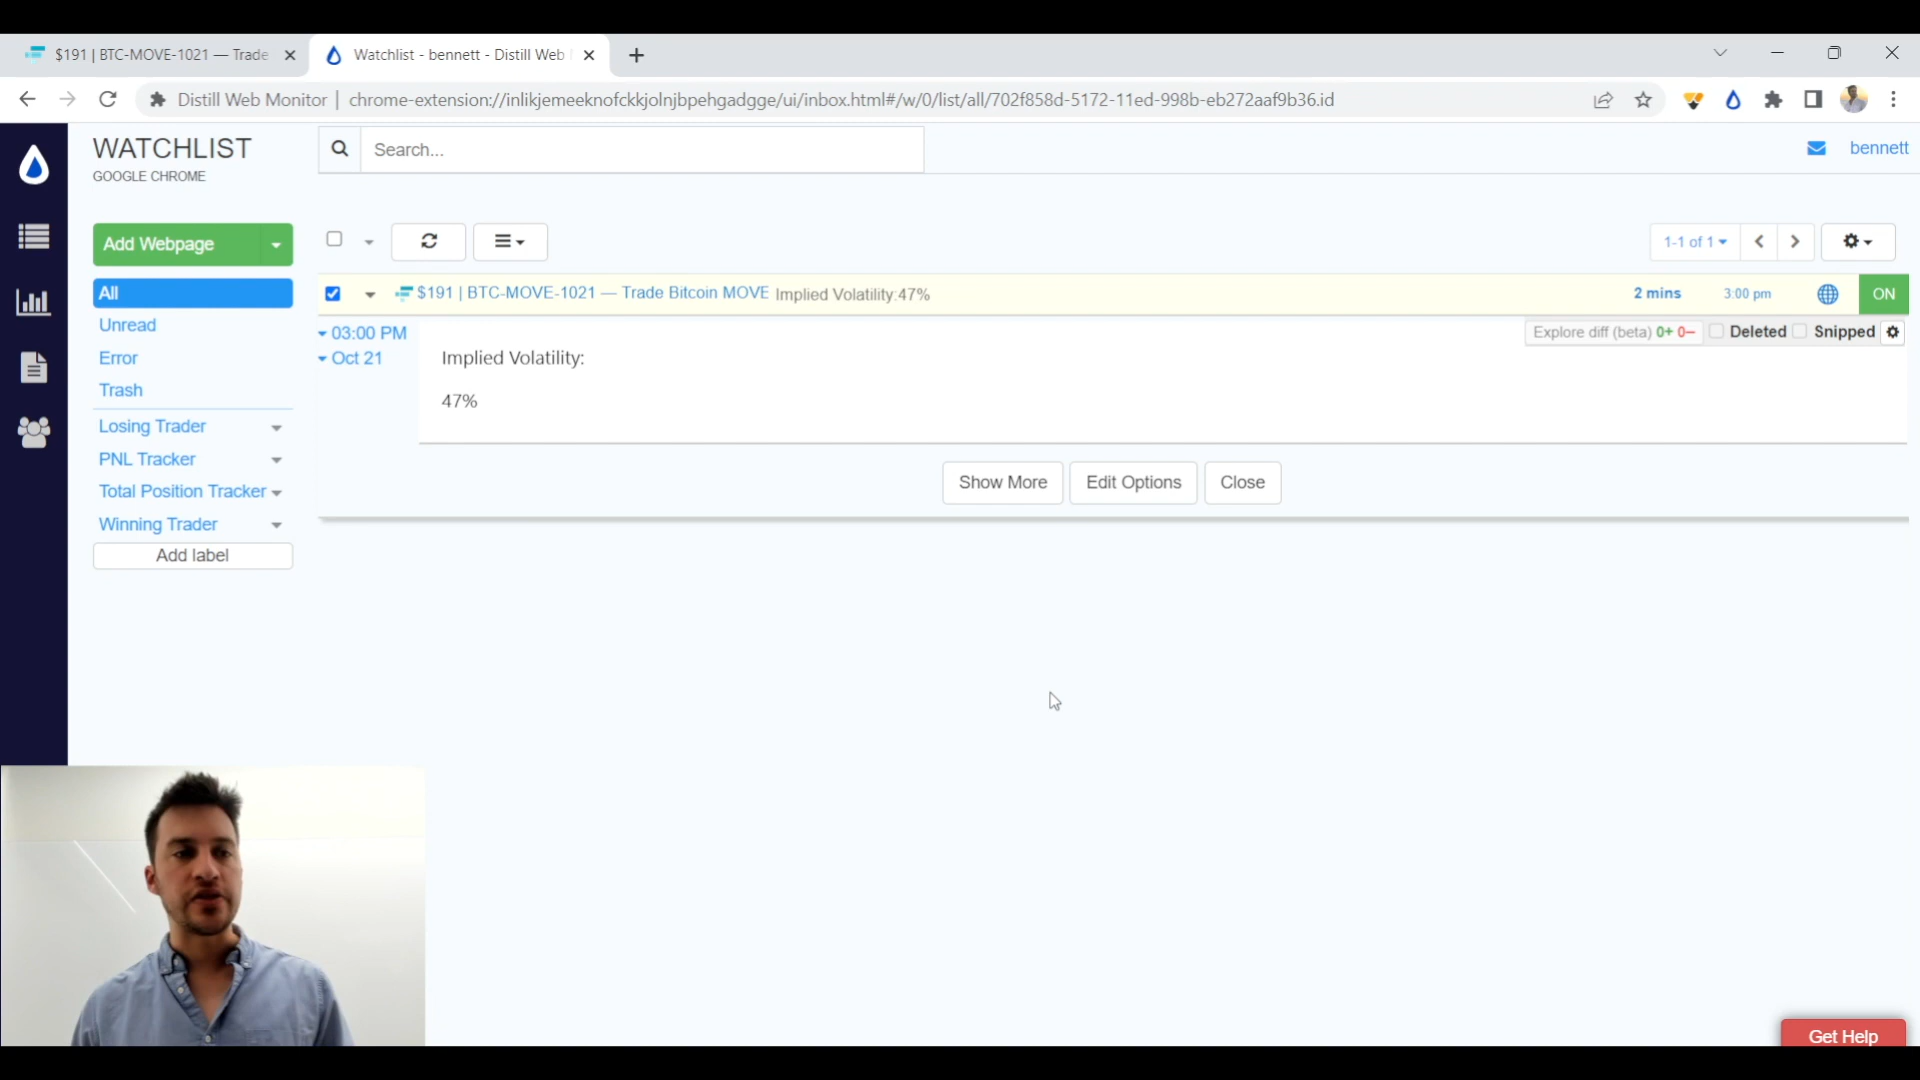 $191 | BTC-MOVE-1021 — Trade
Watchlist - bennett - Distill Web
Distill Web Monitor | chrome-extension://inlikjemeeknofckkjolnjbpehgadgge/ui/inbox.html#/w/0/list/all/702f858d-5172-11ed-998b-eb272aaf9b36.id
WATCHLIST
GOOGLE CHROME
Search...
bennett
Add Webpage
1-1 of 1
All
$191 | BTC-MOVE-1021 — Trade Bitcoin MOVE Implied Volatility:47%
2 mins
3:00 pm
ON
Unread
03:00 PM
Explore diff (beta) 0+ 0− Deleted Snipped
Error
Oct 21
Implied Volatility:
Trash
47%
Losing Trader
PNL Tracker
Show More
Edit Options
Close
Total Position Tracker
Winning Trader
Add label
Get Help